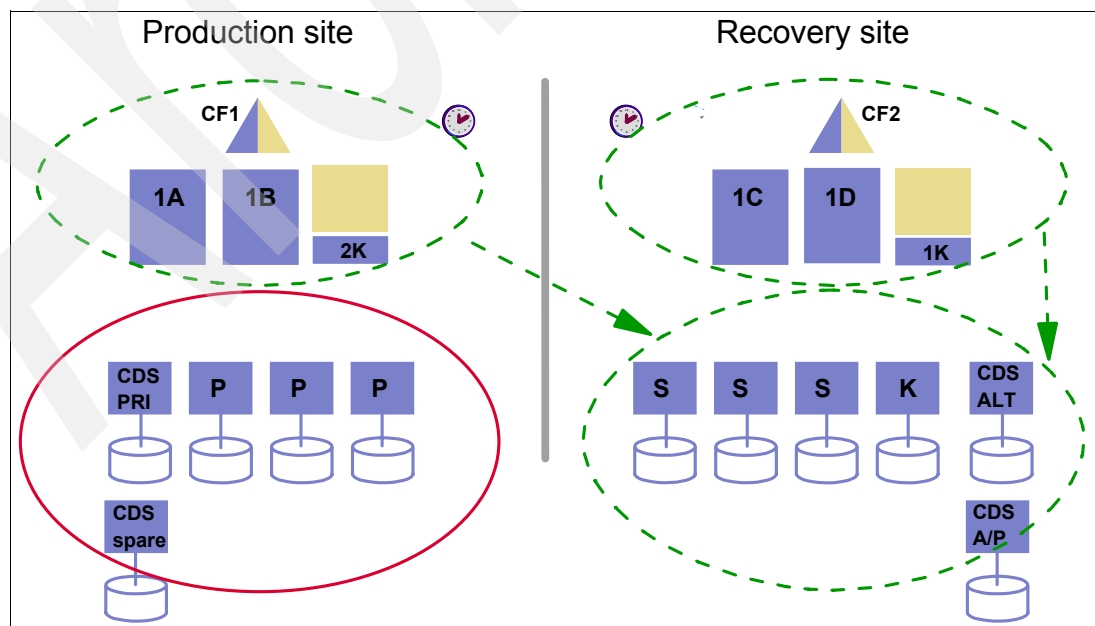 Production site
Recovery site
CF1
CF2
1A
1B
2K
1C
1D
1K
CDS
PRI
P
P
P
S
S
S
K
CDS
ALT
CDS
spare
CDS
A/P